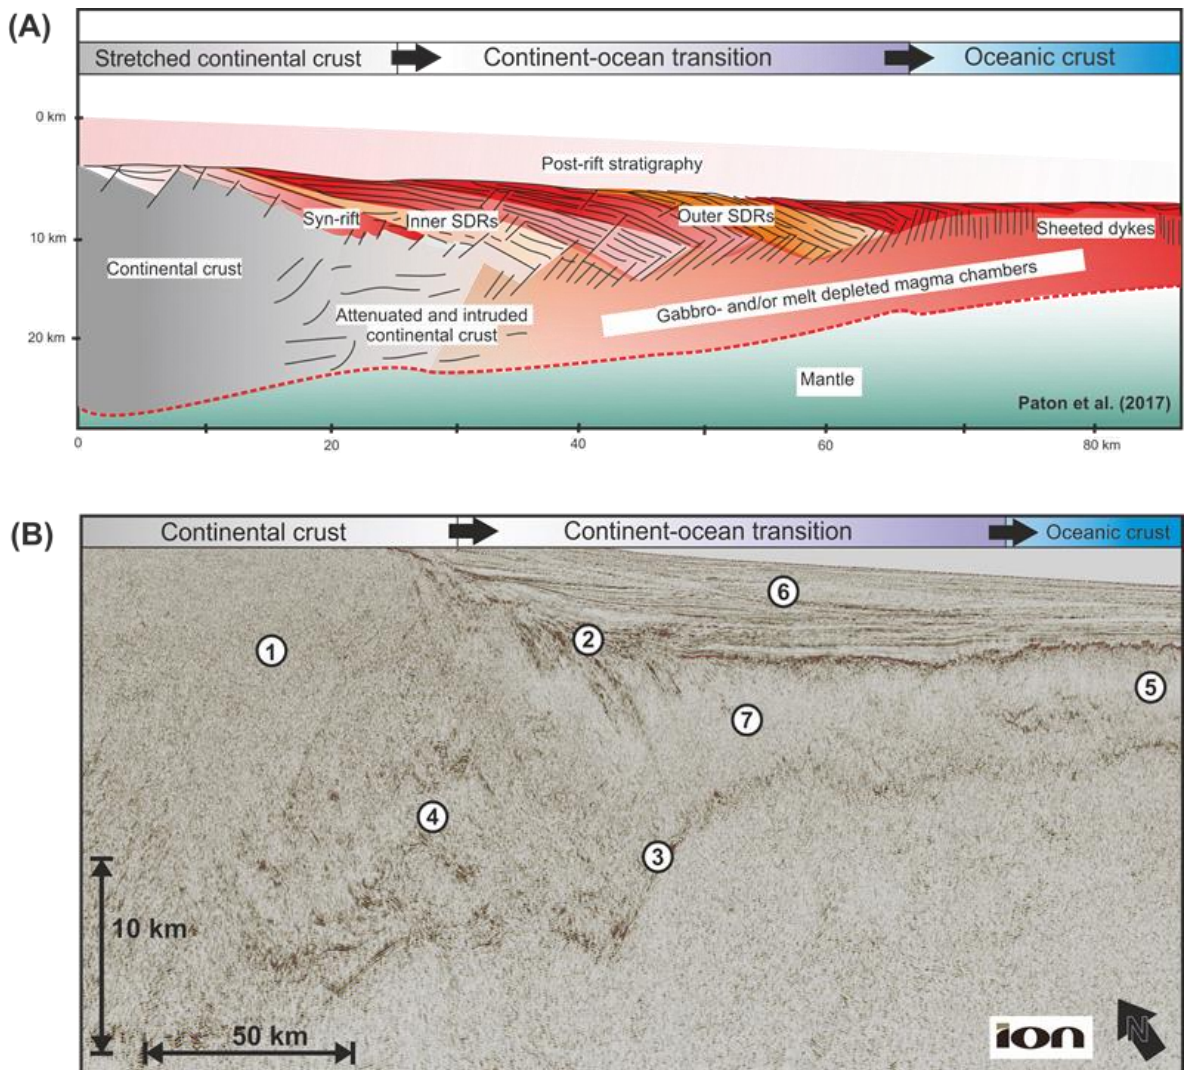 (A)
Stretched continental crust
Continent-ocean transition
Oceanic crust
0 km
Post-rift stratigraphy
Syn-rift
Inner SDRs
Outer SDRs
Sheeted dykes
10 km
Continental crust
Gabbro- and/or melt depleted magma chambers
Attenuated and intruded
continental crust
20 km
Mantle
Paton et al. (2017)
0
20
40
60
80 km
(B)
Continental crust
Continent-ocean transition
Oceanic crust
6
2
1
5
7
4
3
10 km
50 km
ion
N